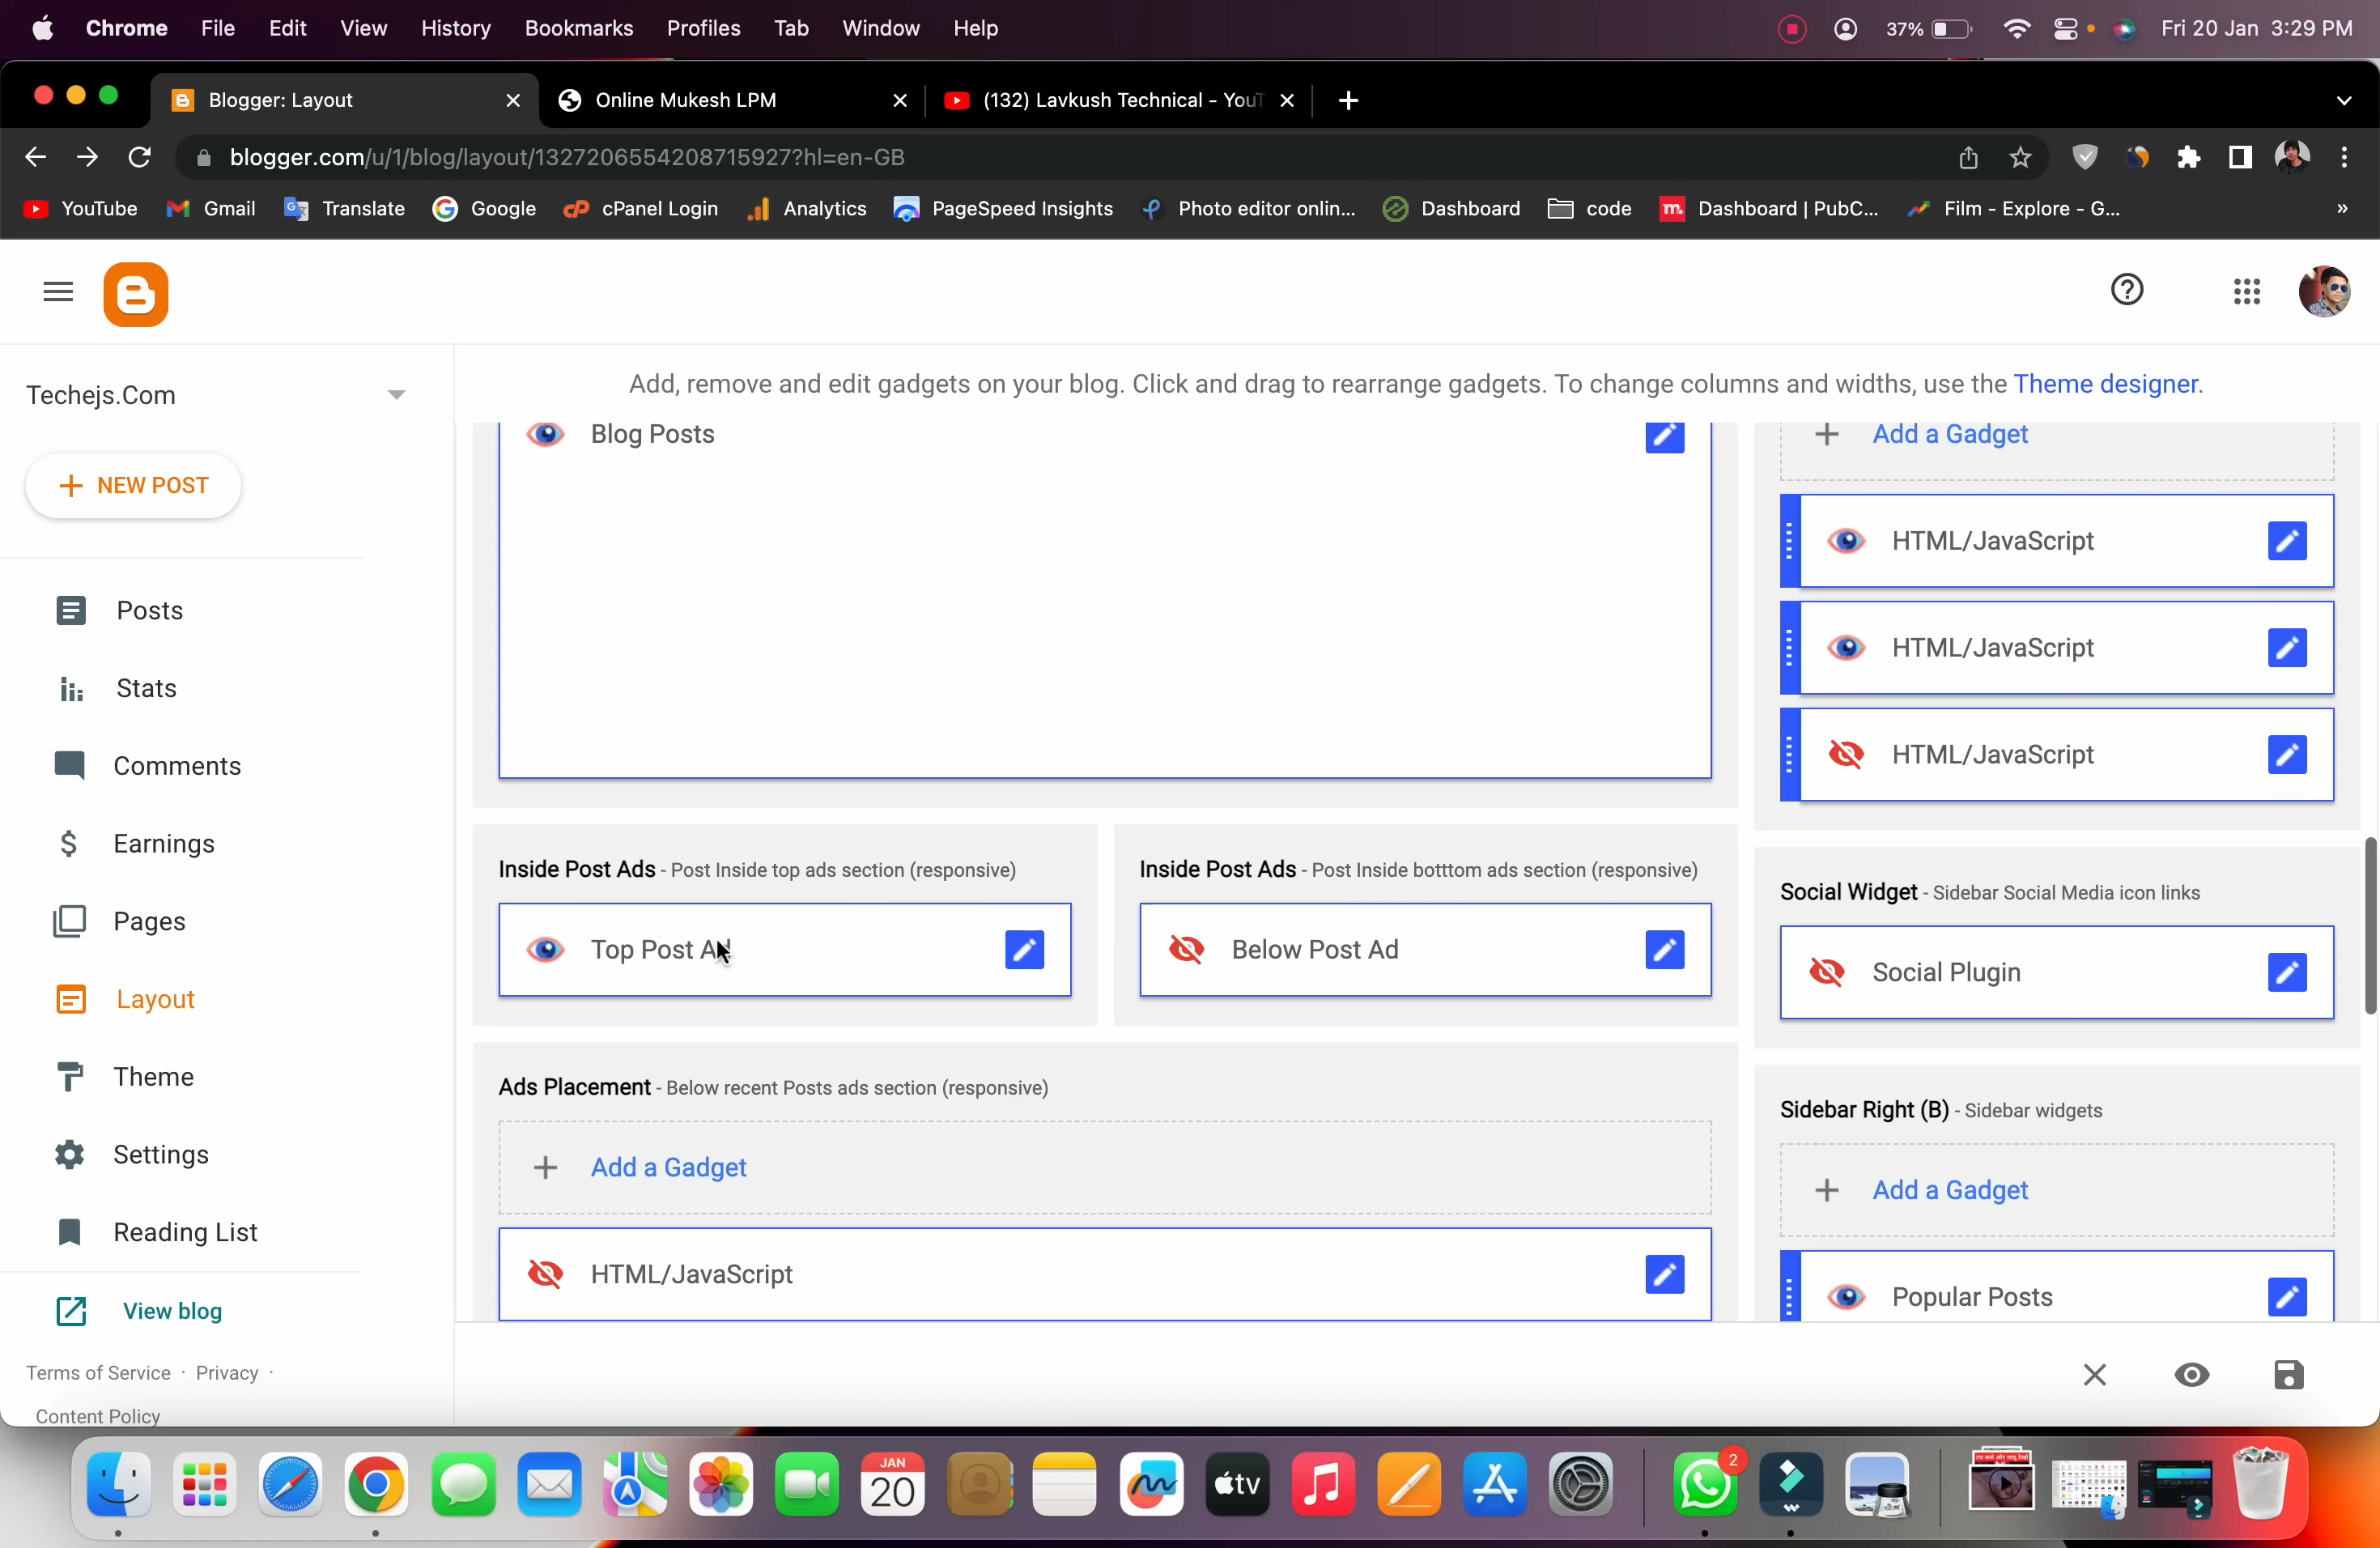 Chrome File Edit View History Bookmarks Profiles Tab Window Help 37% Fri 20 Jan 3:29 PM
Blogger: Layout Online Mukesh LPM (132) Lavkush Technical - YouT
blogger.com/u/1/blog/layout/1327206554208715927?hl=en-GB
YouTube Gmail Translate Google cPanel Login Analytics PageSpeed Insights Photo editor onlin... Dashboard code Dashboard | PubC... Film - Explore - G... »
Techejs.Com
NEW POST
Posts
Stats
Comments
Earnings
Pages
Layout
Theme
Settings
Reading List
View blog
Terms of Service · Privacy ·
Content Policy
Add, remove and edit gadgets on your blog. Click and drag to rearrange gadgets. To change columns and widths, use the Theme designer.
Blog Posts
Inside Post Ads - Post Inside top ads section (responsive)
Top Post Ad
Inside Post Ads - Post Inside botttom ads section (responsive)
Below Post Ad
Ads Placement - Below recent Posts ads section (responsive)
Add a Gadget
HTML/JavaScript
Add a Gadget
HTML/JavaScript
HTML/JavaScript
HTML/JavaScript
Social Widget - Sidebar Social Media icon links
Social Plugin
Sidebar Right (B) - Sidebar widgets
Add a Gadget
Popular Posts
JAN
20
tv
2